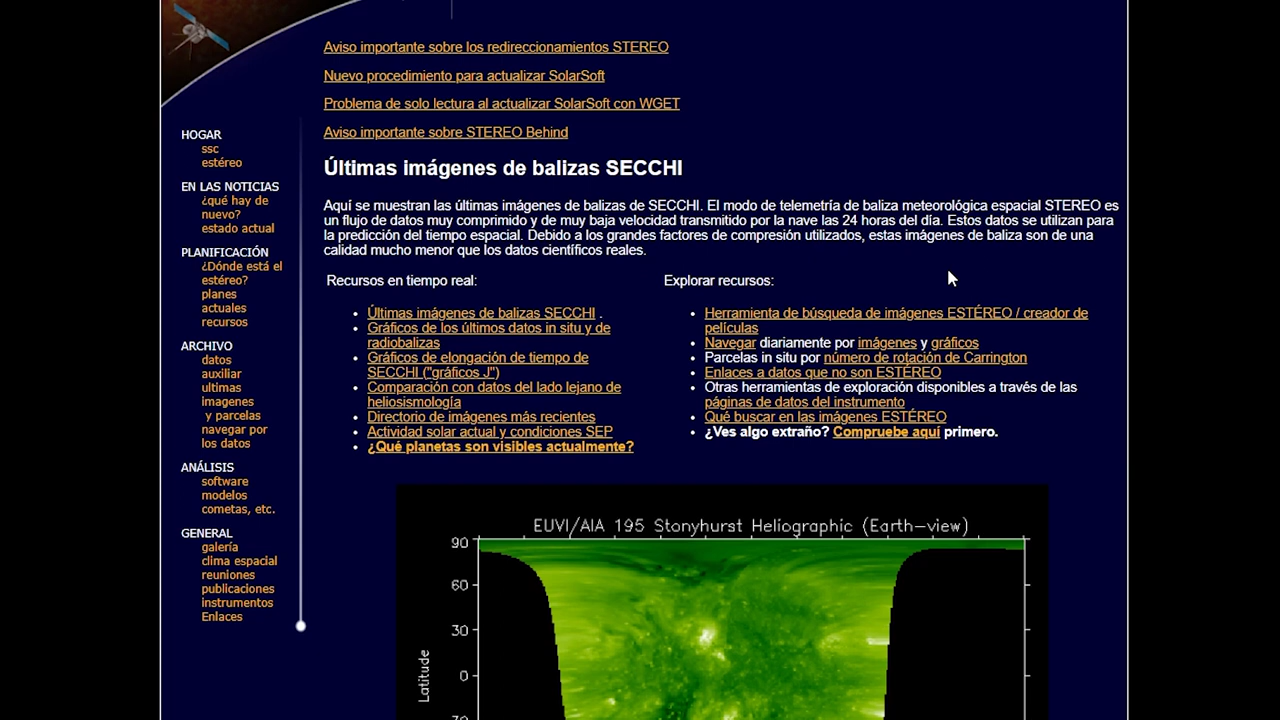 Aviso importante sobre los redireccionamientos STEREO
Nuevo procedimiento para actualizar SolarSoft
Problema de solo lectura al actualizar SolarSoft con WGET
Aviso importante sobre STEREO Behind
HOGAR
ssc
estéreo
EN LAS NOTICIAS
¿qué hay de
nuevo?
estado actual
PLANIFICACIÓN
¿Dónde está el
estéreo?
planes
actuales
recursos
ARCHIVO
datos
auxiliar
ultimas
imagenes
y parcelas
navegar por
los datos
ANÁLISIS
software
modelos
cometas, etc.
GENERAL
galería
clima espacial
reuniones
publicaciones
instrumentos
Enlaces
Últimas imágenes de balizas SECCHI
Aquí se muestran las últimas imágenes de balizas de SECCHI. El modo de telemetría de baliza meteorológica espacial STEREO es
un flujo de datos muy comprimido y de muy baja velocidad transmitido por la nave las 24 horas del día. Estos datos se utilizan para
la predicción del tiempo espacial. Debido a los grandes factores de compresión utilizados, estas imágenes de baliza son de una
calidad mucho menor que los datos científicos reales.
Recursos en tiempo real:
Últimas imágenes de balizas SECCHI .
Gráficos de los últimos datos in situ y de
radiobalizas
Gráficos de elongación de tiempo de
SECCHI ("gráficos J")
Comparación con datos del lado lejano de
heliosismología
Directorio de imágenes más recientes
Actividad solar actual y condiciones SEP
¿Qué planetas son visibles actualmente?
Explorar recursos:
Herramienta de búsqueda de imágenes ESTÉREO / creador de
películas
Navegar diariamente por imágenes y gráficos
Parcelas in situ por número de rotación de Carrington
Enlaces a datos que no son ESTÉREO
Otras herramientas de exploración disponibles a través de las
páginas de datos del instrumento
Qué buscar en las imágenes ESTÉREO
¿Ves algo extraño? Compruebe aquí primero.
EUVI/AIA 195 Stonyhurst Heliographic (Earth-view)
90
60
30
0
Latitude